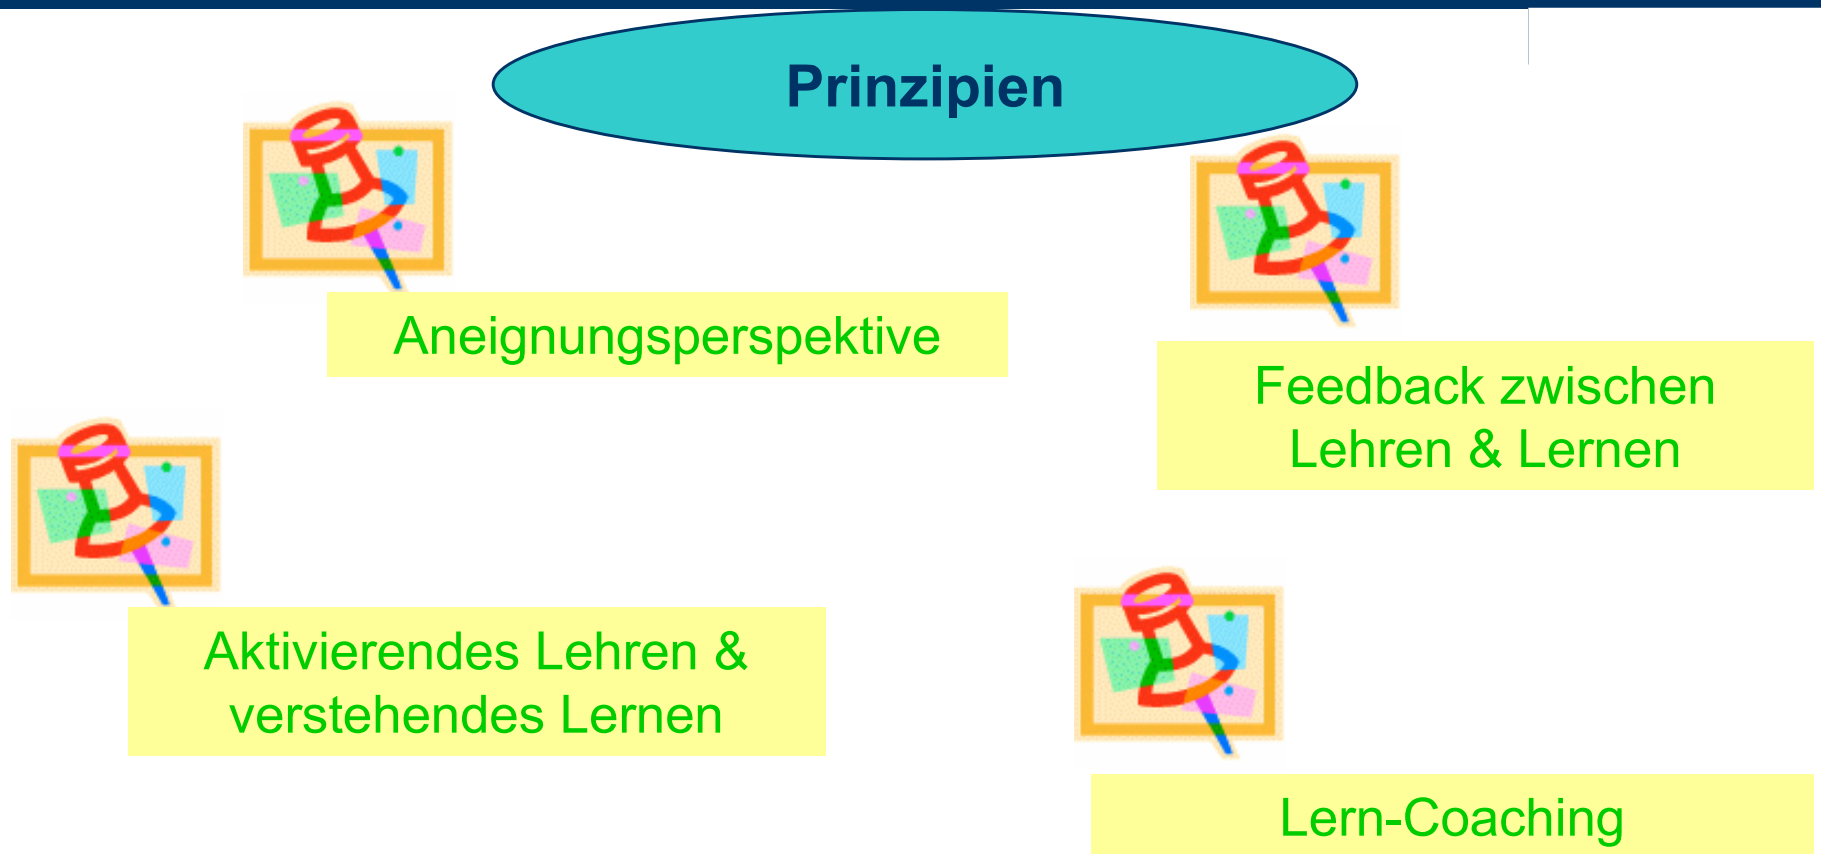 Prinzipien
Aneignungsperspektive
Feedback zwischen
Lehren & Lernen
Aktivierendes Lehren &
verstehendes Lernen
Lern-Coaching